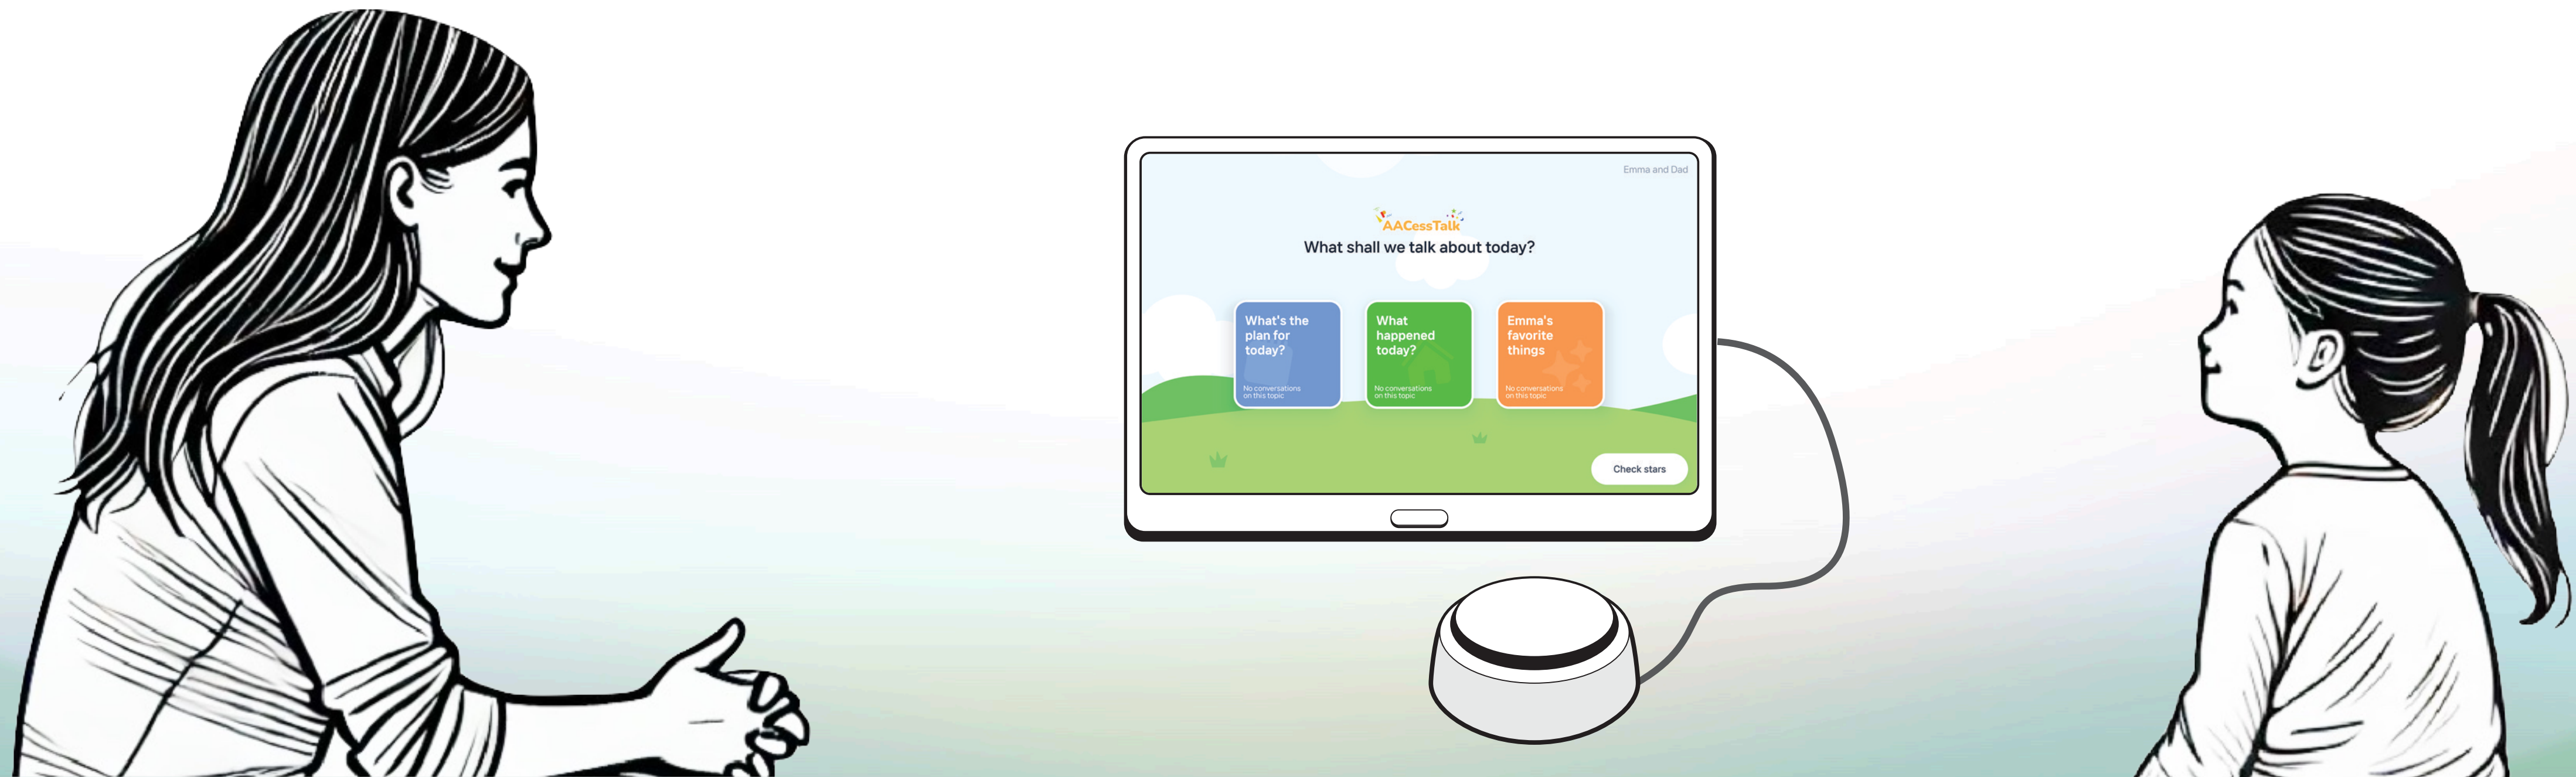 Emma and Dad
AACessTalk
What shall we talk about today?
What's the
plan for
today?
No conversations
on this topic
What
happened
today?
No conversations
on this topic
Emma's
favorite
things
No conversations
on this topic
Check stars